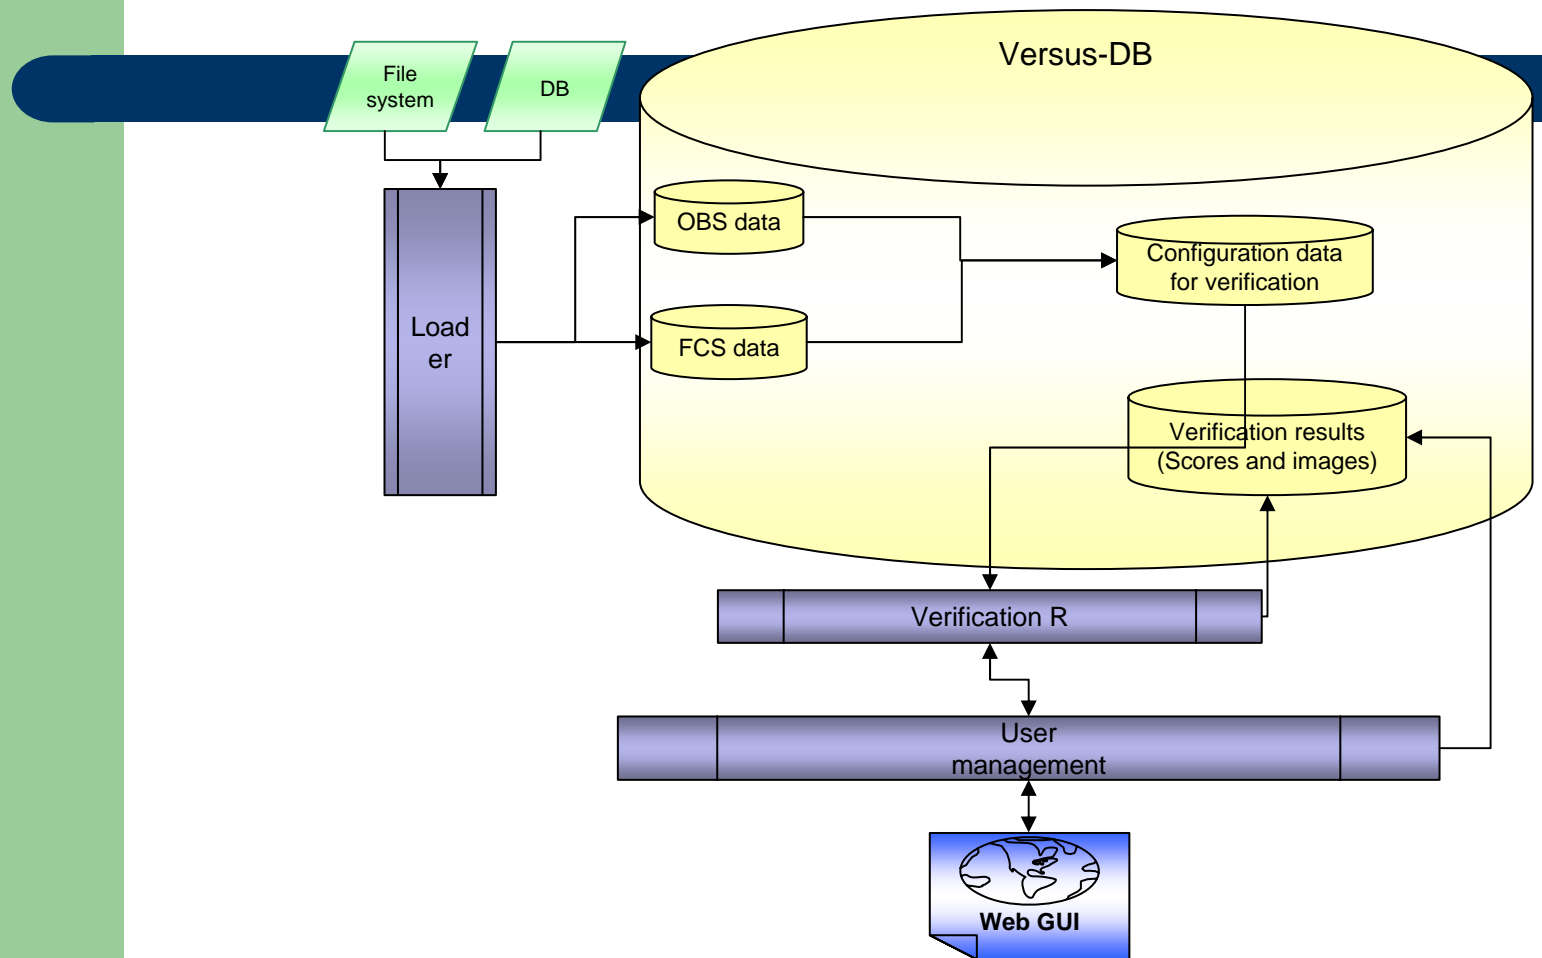 Versus-DB
File
system
DB
OBS data
Configuration data
for verification
Load
er
FCS data
Verification results
(Scores and images)
Verification R
User
management
Web GUI